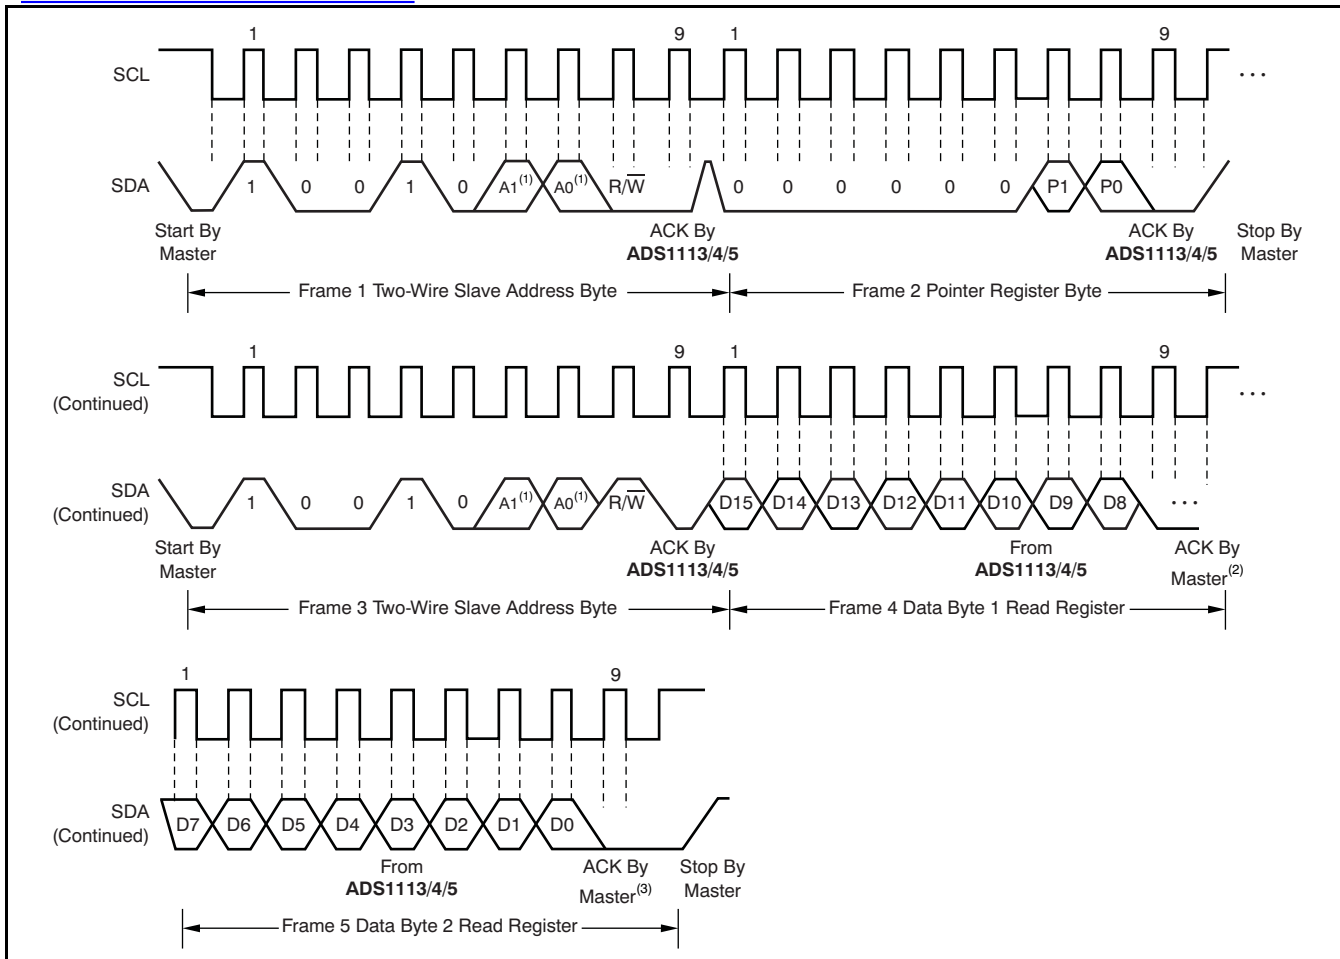 1 9 1 9
SCL ...
SDA 1 0 0 1 0 A1(1) A0(1) R/W 0 0 0 0 0 0 P1 P0
Start By Master ACK By ADS1113/4/5 ACK By ADS1113/4/5 Stop By Master
Frame 1 Two-Wire Slave Address Byte Frame 2 Pointer Register Byte
1 9 1 9
SCL (Continued) ...
SDA (Continued) 1 0 0 1 0 A1(1) A0(1) R/W D15 D14 D13 D12 D11 D10 D9 D8 ...
Start By Master ACK By ADS1113/4/5 From ADS1113/4/5 ACK By Master(2)
Frame 3 Two-Wire Slave Address Byte Frame 4 Data Byte 1 Read Register
1 9
SCL (Continued)
SDA (Continued) D7 D6 D5 D4 D3 D2 D1 D0
From ADS1113/4/5 ACK By Master(3) Stop By Master
Frame 5 Data Byte 2 Read Register